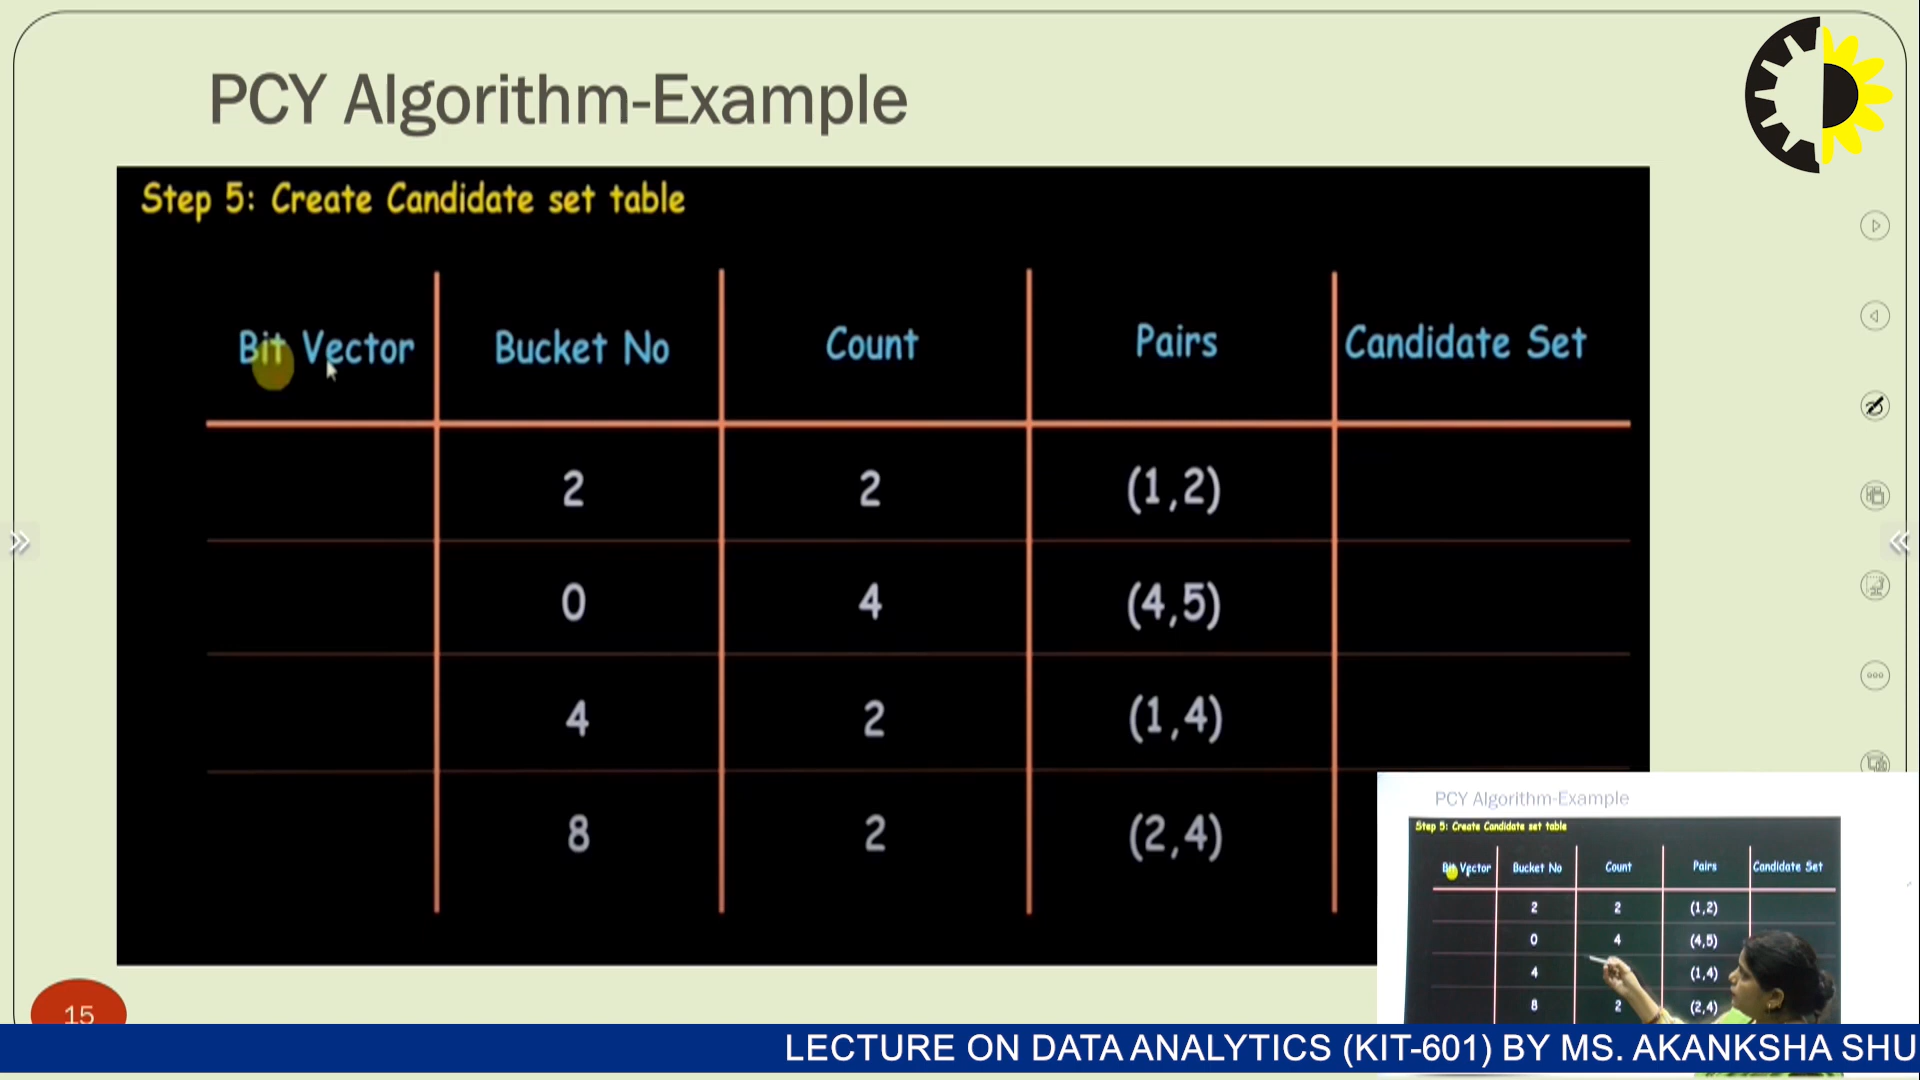 PCY Algorithm-Example
Step 5: Create Candidate set table
Bit Vector Bucket No Count Pairs Candidate Set
2 2 (1,2)
0 4 (4,5)
4 2 (1,4)
8 2 (2,4)
15
PCY Algorithm-Example
Step 5: Create Candidate set table
Bit Vector Bucket No Count Pairs Candidate Set
2 2 (1,2)
0 4 (4,5)
4 (1,4)
8 2 (2,4)
LECTURE ON DATA ANALYTICS (KIT-601) BY MS. AKANKSHA SHU